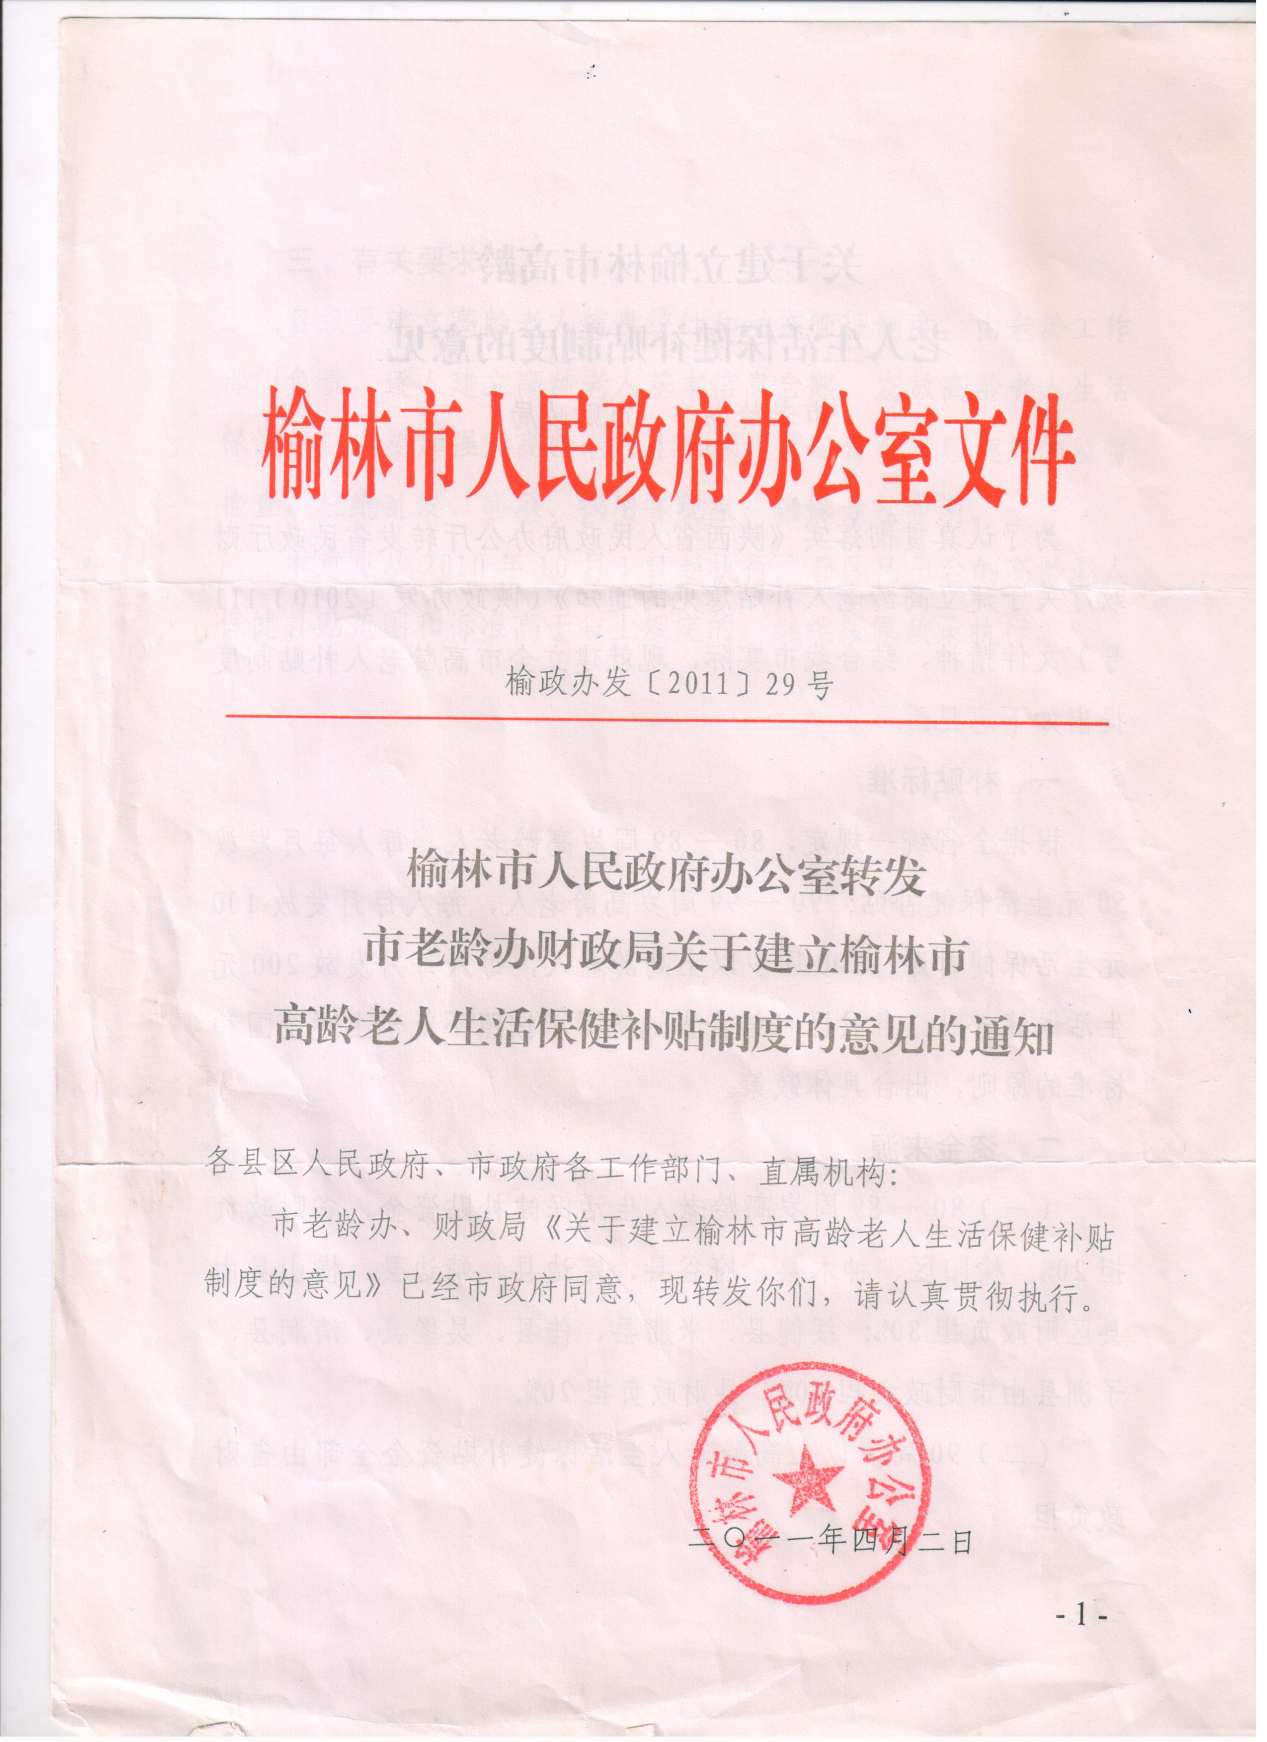 榆林市人民政府办公室文件
榆政办发〔2011〕29号
榆林市人民政府办公室转发
市老龄办财政局关于建立榆林市
高龄老人生活保健补贴制度的意见的通知
各县区人民政府、市政府各工作部门、直属机构：
市老龄办、财政局《关于建立榆林市高龄老人生活保健补贴
制度的意见》已经市政府同意，现转发你们，请认真贯彻执行。
榆林市人民政府办公室
二〇一一年四月二日
-1-